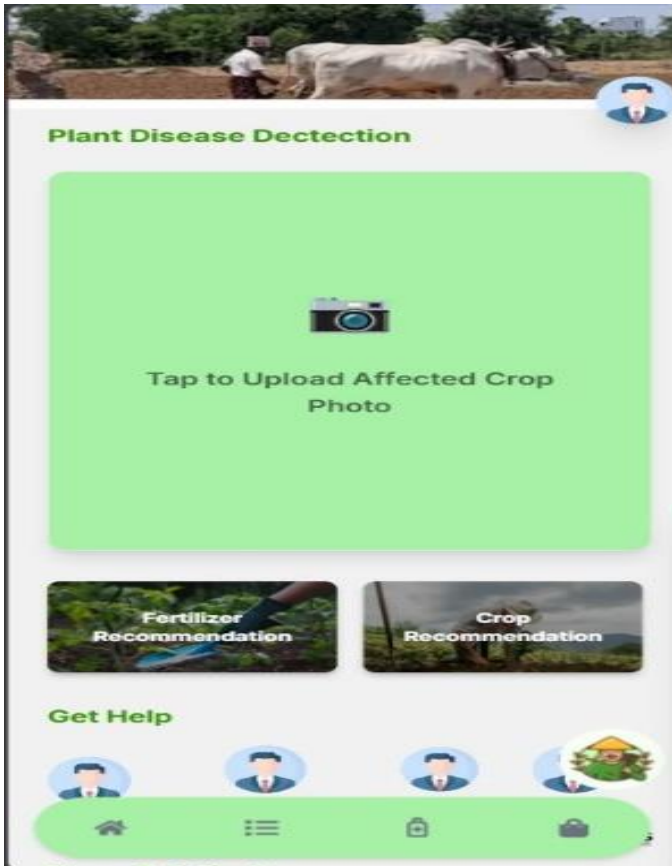 Plant Disease Dectection
Tap to Upload Affected Crop
Photo
Fertilizer
Recommendation
Crop
Recommendation
Get Help